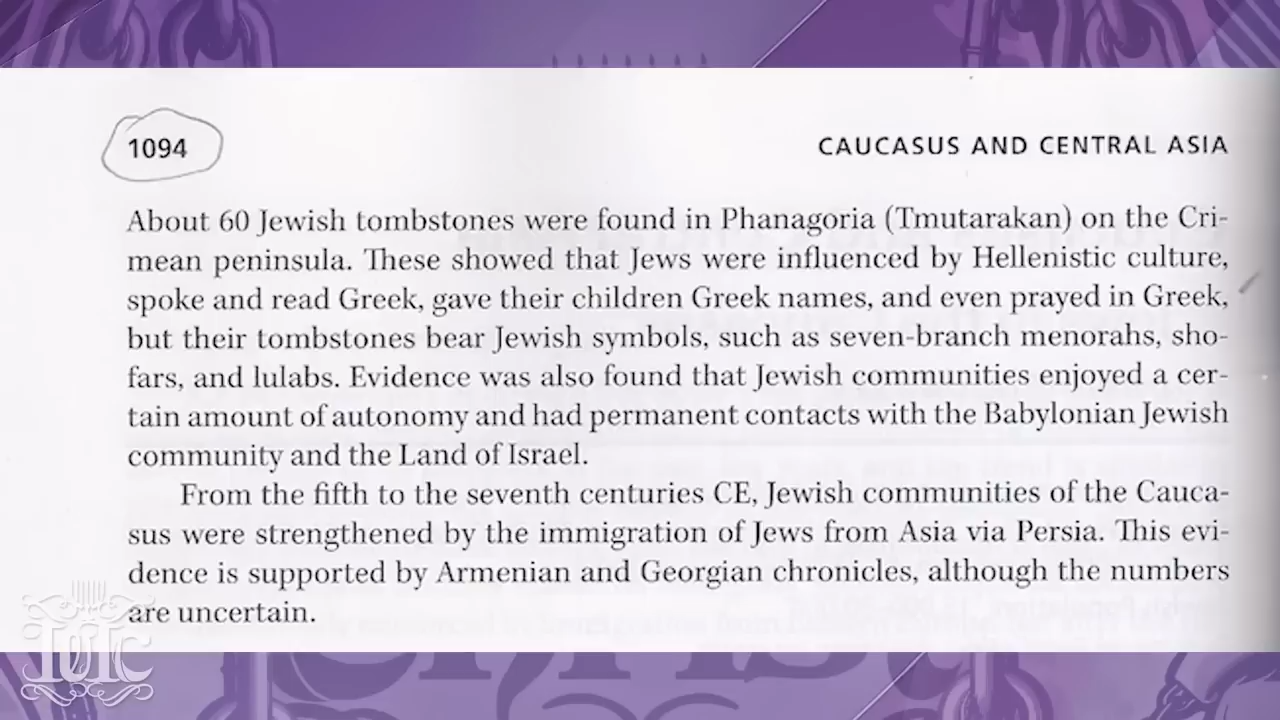 1094
CAUCASUS AND CENTRAL ASIA
About 60 Jewish tombstones were found in Phanagoria (Tmutarakan) on the Cri-
mean peninsula. These showed that Jews were influenced by Hellenistic culture,
spoke and read Greek, gave their children Greek names, and even prayed in Greek,
but their tombstones bear Jewish symbols, such as seven-branch menorahs, sho-
fars, and lulabs. Evidence was also found that Jewish communities enjoyed a cer-
tain amount of autonomy and had permanent contacts with the Babylonian Jewish
community and the Land of Israel.
From the fifth to the seventh centuries CE, Jewish communities of the Cauca-
sus were strengthened by the immigration of Jews from Asia via Persia. This evi-
dence is supported by Armenian and Georgian chronicles, although the numbers
are uncertain.
IUIC